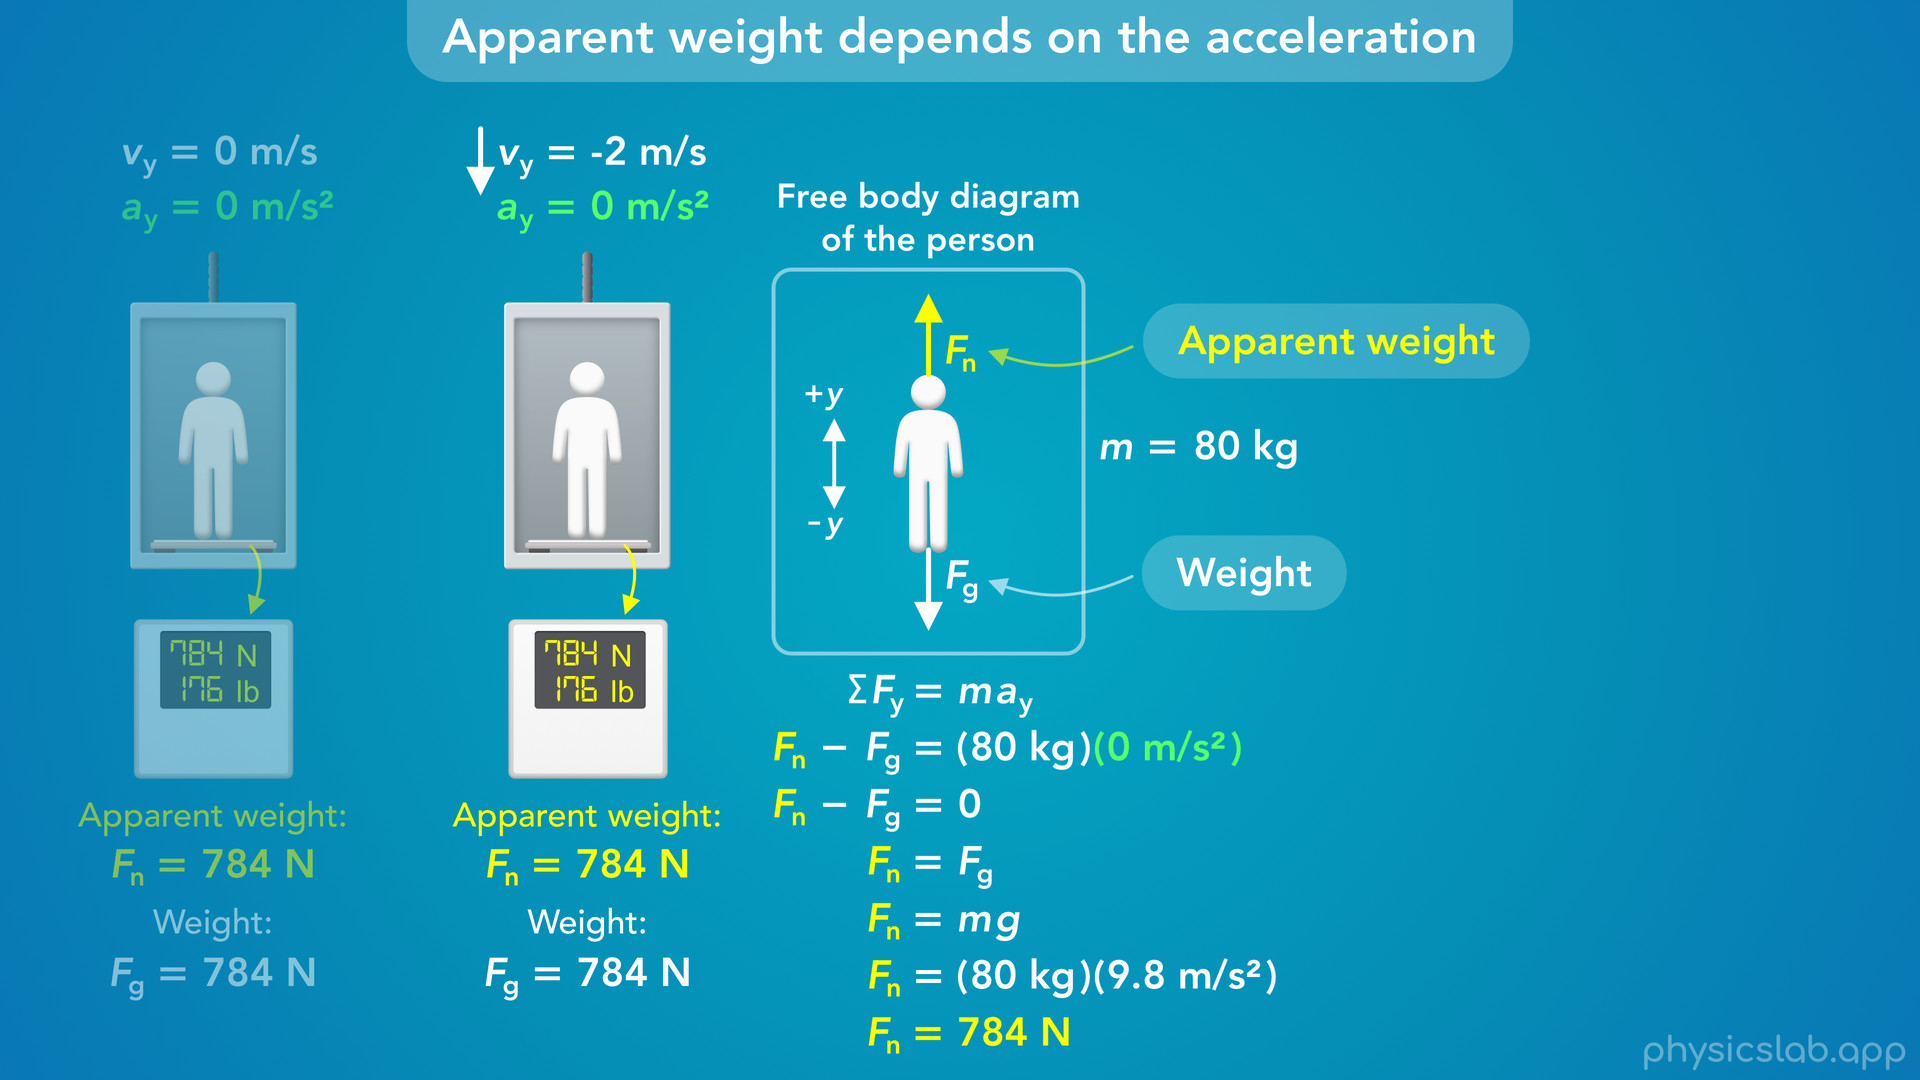 Apparent weight depends on the acceleration
vy = 0 m/s
ay = 0 m/s²
784 N
176 lb
Apparent weight:
Fn = 784 N
Weight:
Fg = 784 N
vy = -2 m/s
ay = 0 m/s²
784 N
176 lb
Apparent weight:
Fn = 784 N
Weight:
Fg = 784 N
Free body diagram
of the person
Fn
Apparent weight
+y
-y
m = 80 kg
Fg
Weight
ΣFy = may
Fn − Fg = (80 kg)(0 m/s²)
Fn − Fg = 0
Fn = Fg
Fn = mg
Fn = (80 kg)(9.8 m/s²)
Fn = 784 N
physicslab.app